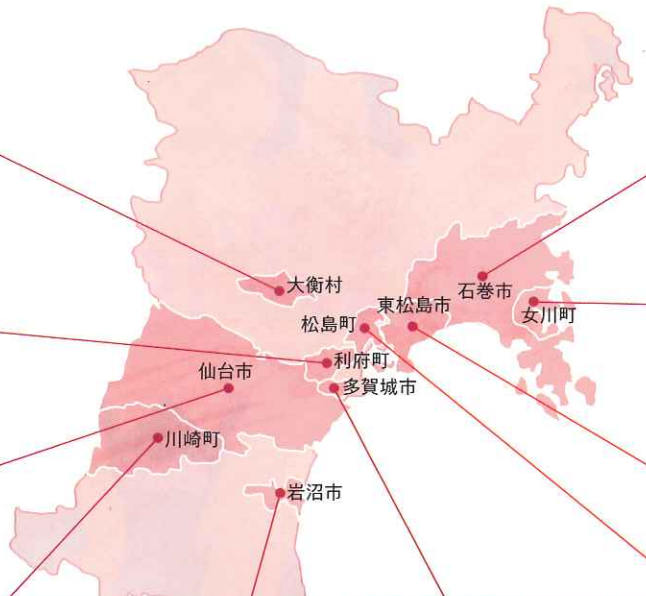 大衡村
石巻市
東松島市
女川町
松島町
利府町
仙台市
多賀城市
川崎町
岩沼市